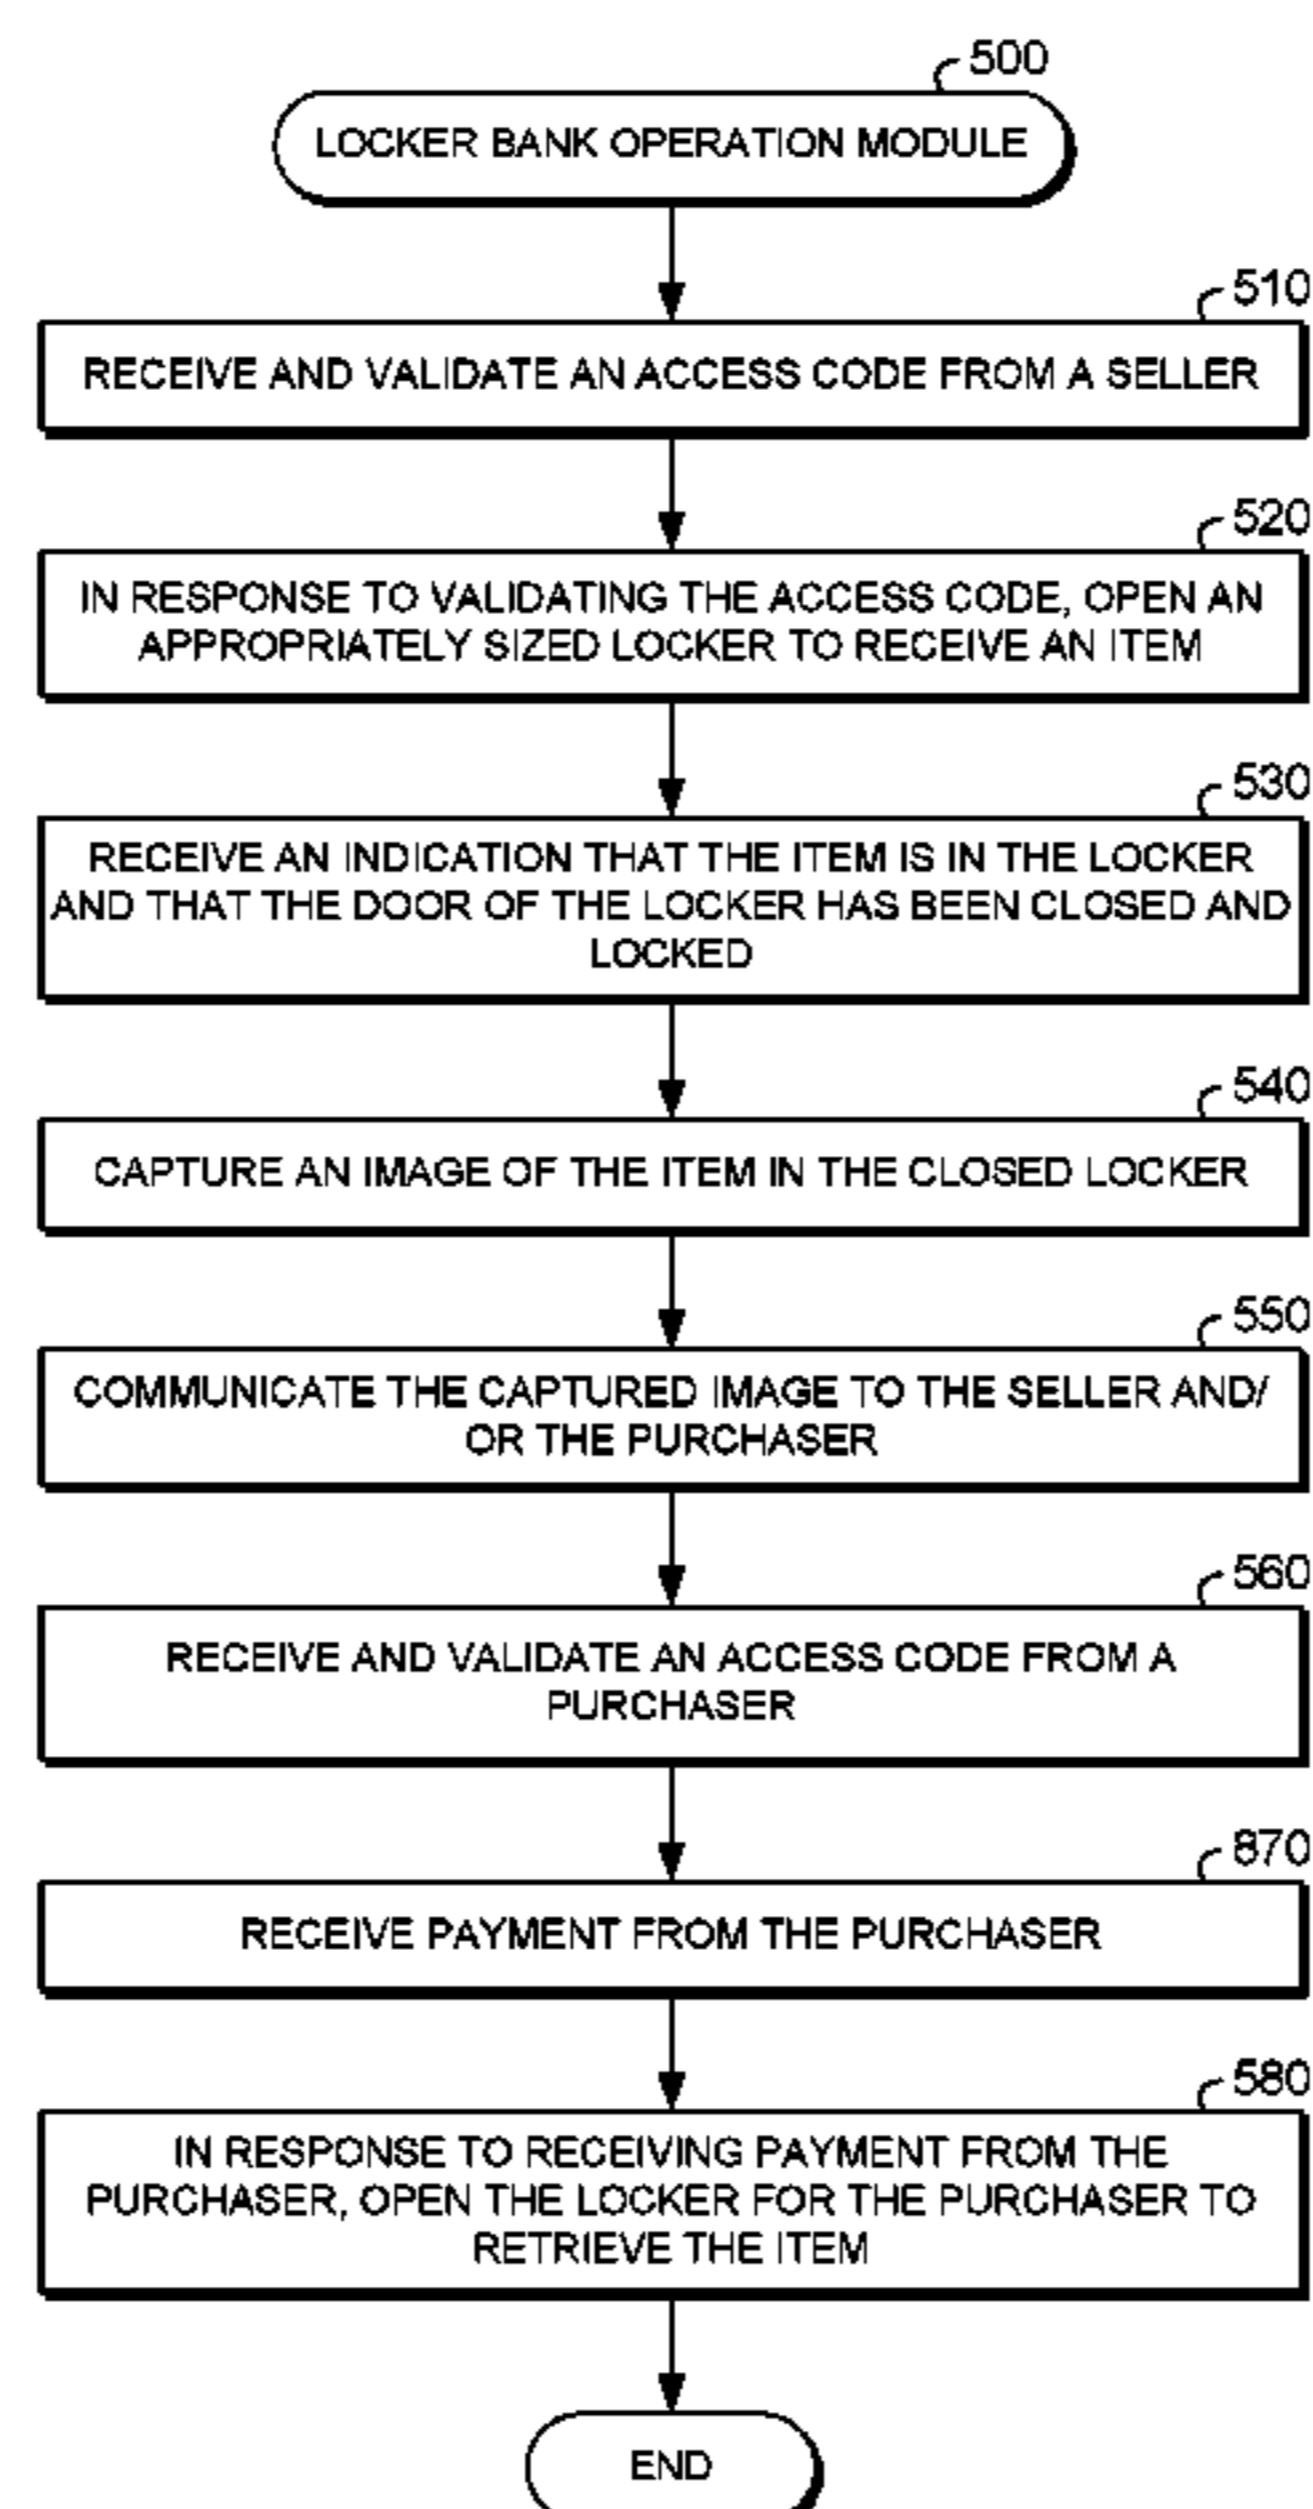 500
LOCKER BANK OPERATION MODULE
510
RECEIVE AND VALIDATE AN ACCESS CODE FROM A SELLER
520
IN RESPONSE TO VALIDATING THE ACCESS CODE, OPEN AN
APPROPRIATELY SIZED LOCKER TO RECEIVE AN ITEM
530
RECEIVE AN INDICATION THAT THE ITEM IS IN THE LOCKER
AND THAT THE DOOR OF THE LOCKER HAS BEEN CLOSED AND
LOCKED
540
CAPTURE AN IMAGE OF THE ITEM IN THE CLOSED LOCKER
550
COMMUNICATE THE CAPTURED IMAGE TO THE SELLER AND/
OR THE PURCHASER
560
RECEIVE AND VALIDATE AN ACCESS CODE FROM A
PURCHASER
870
RECEIVE PAYMENT FROM THE PURCHASER
580
IN RESPONSE TO RECEIVING PAYMENT FROM THE
PURCHASER, OPEN THE LOCKER FOR THE PURCHASER TO
RETRIEVE THE ITEM
END